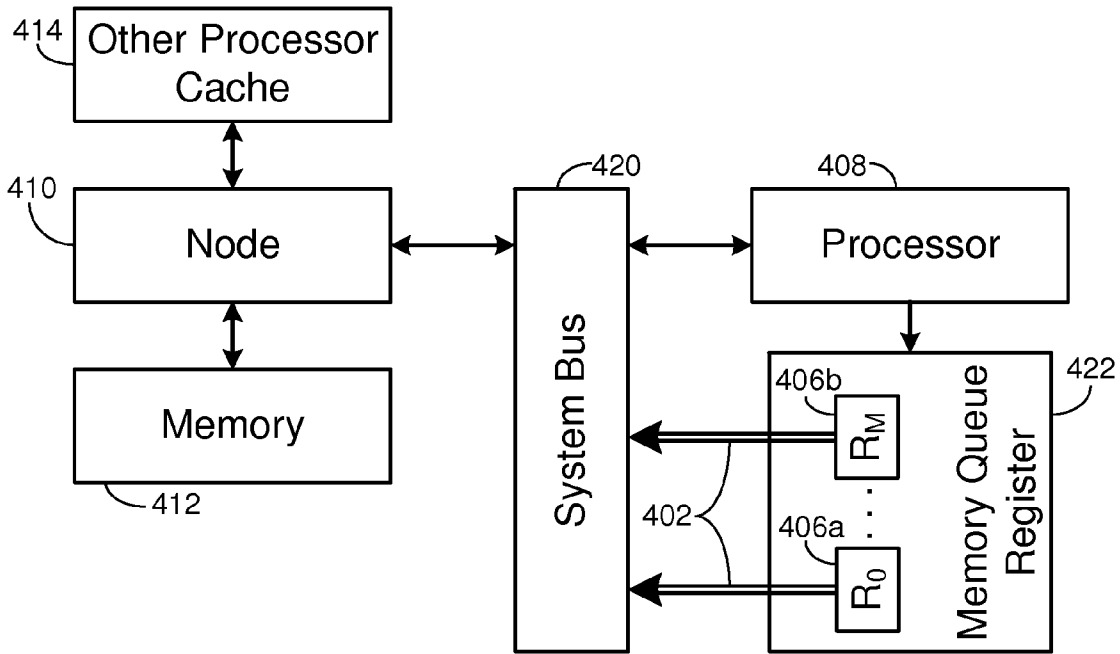 414
Other Processor
Cache
410
Node
420
System Bus
408
Processor
Memory
412
402
422
Memory Queue
Register
406b
R_M
. . . .
406a
R_0